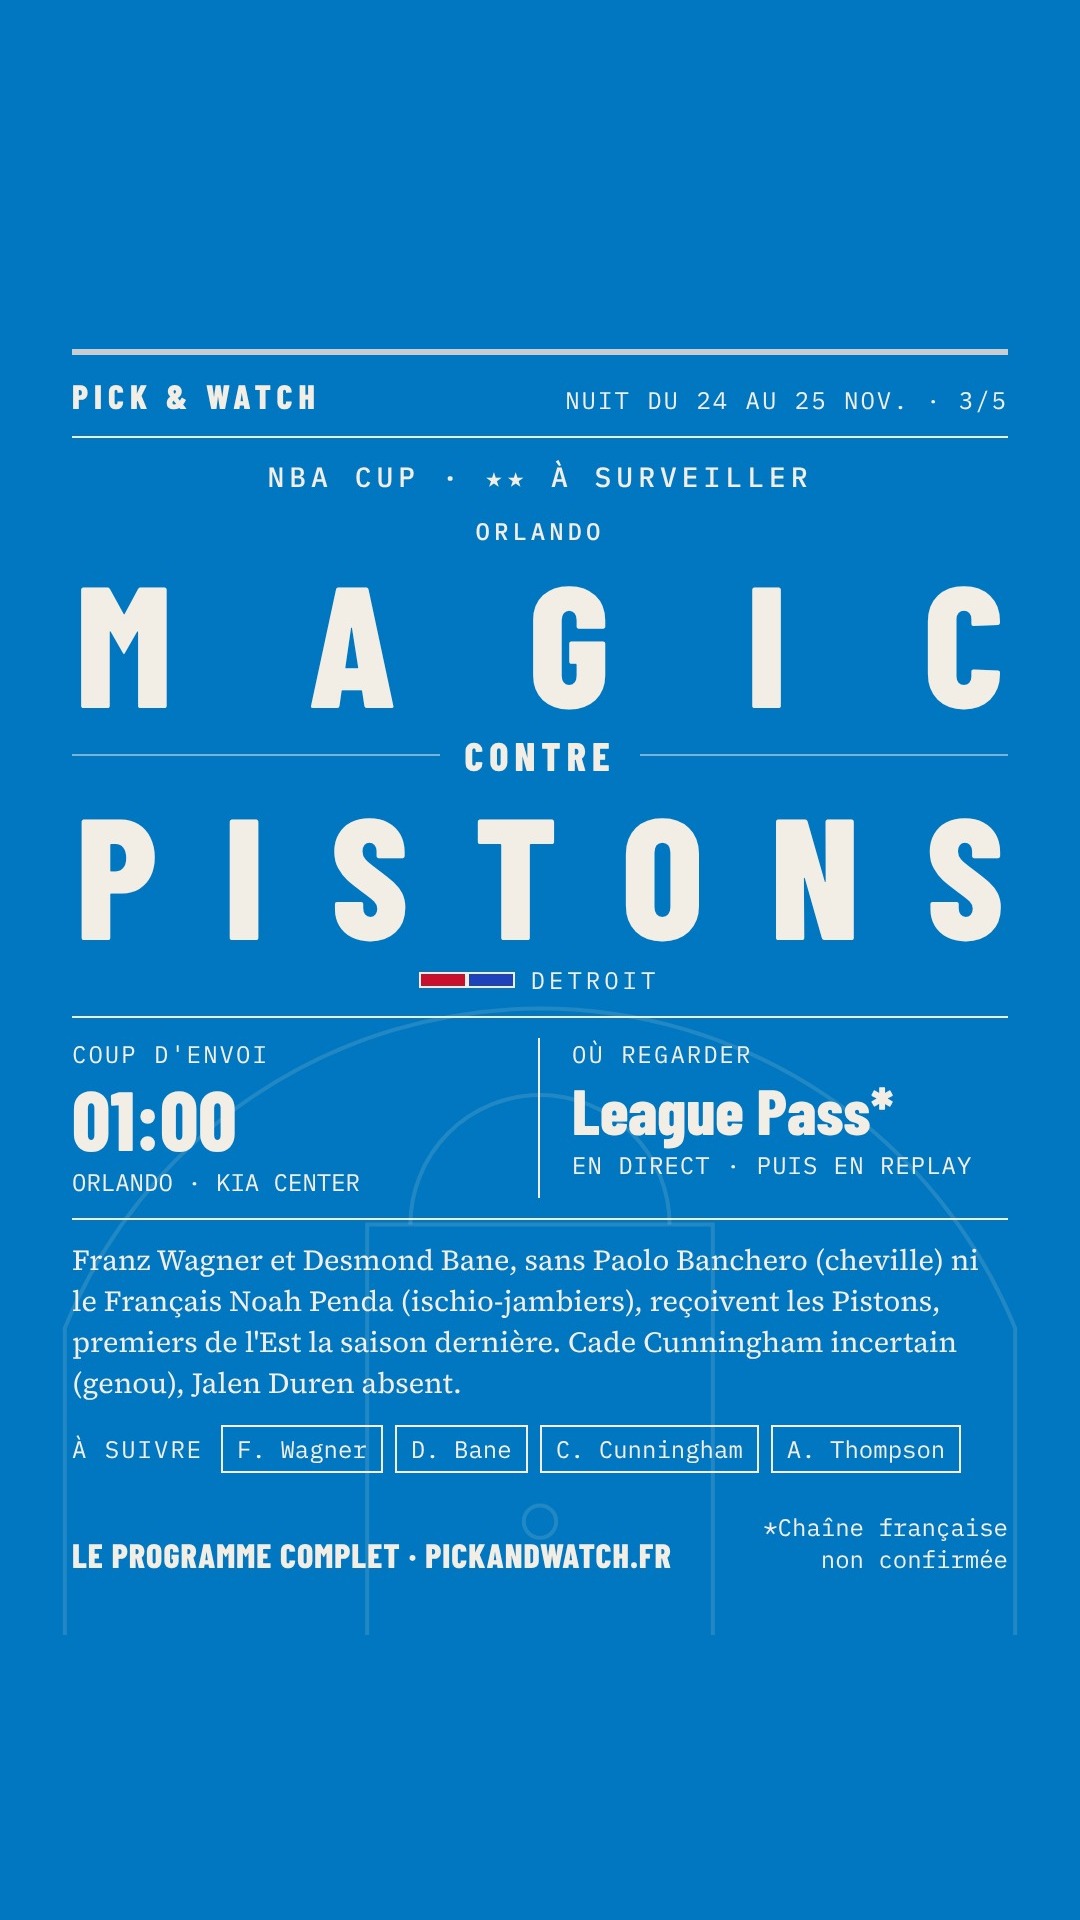 PICK & WATCH
NUIT DU 24 AU 25 NOV. · 3/5
NBA CUP · ★★ À SURVEILLER
ORLANDO
MAGIC
CONTRE
PISTONS
DETROIT
COUP D'ENVOI
01:00
ORLANDO · KIA CENTER
OÙ REGARDER
League Pass*
EN DIRECT · PUIS EN REPLAY
Franz Wagner et Desmond Bane, sans Paolo Banchero (cheville) ni
le Français Noah Penda (ischio-jambiers), reçoivent les Pistons,
premiers de l'Est la saison dernière. Cade Cunningham incertain
(genou), Jalen Duren absent.
À SUIVRE F. Wagner D. Bane C. Cunningham A. Thompson
LE PROGRAMME COMPLET · PICKANDWATCH.FR
*Chaîne française
non confirmée